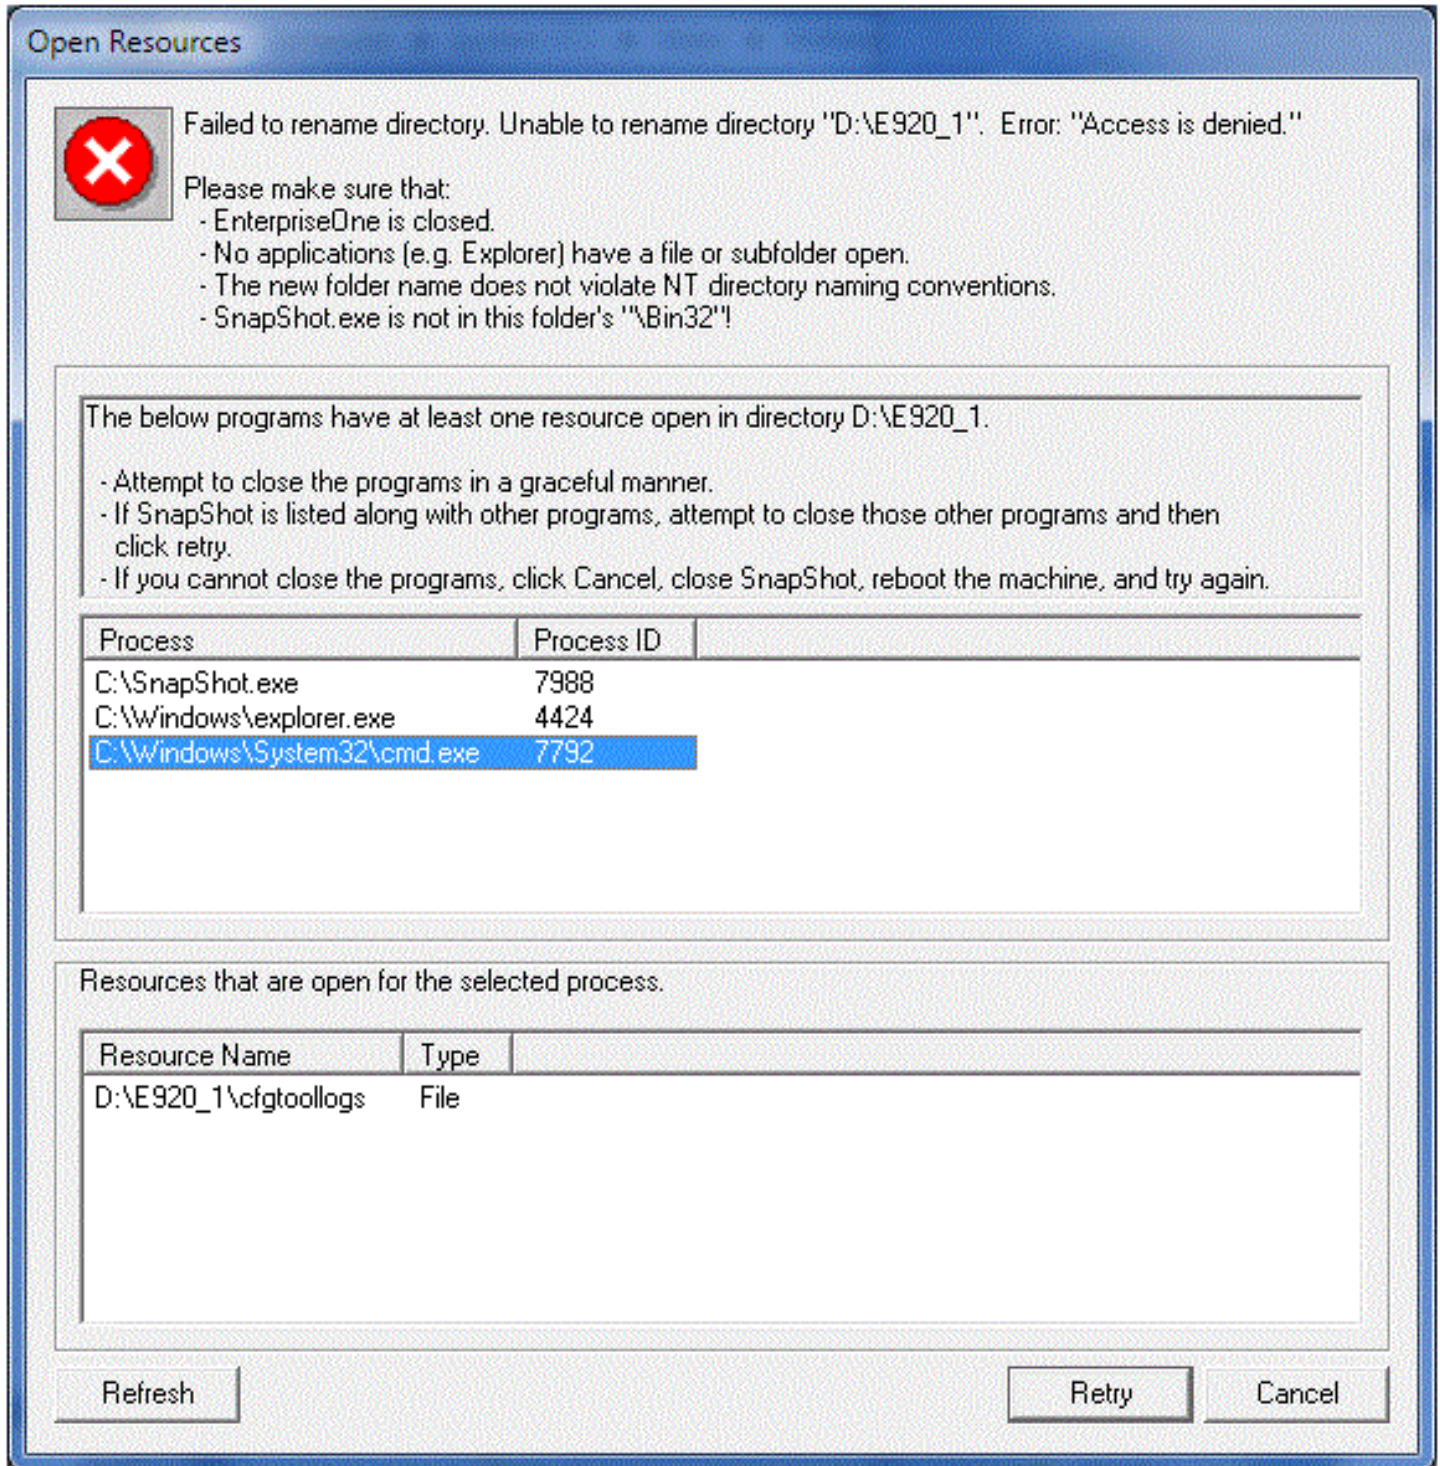 Open Resources
Failed to rename directory. Unable to rename directory "D:\E920_1". Error: "Access is denied."
Please make sure that:
- EnterpriseOne is closed.
- No applications (e.g. Explorer) have a file or subfolder open.
- The new folder name does not violate NT directory naming conventions.
- SnapShot.exe is not in this folder's "\Bin32"!
The below programs have at least one resource open in directory D:\E920_1.
- Attempt to close the programs in a graceful manner.
- If SnapShot is listed along with other programs, attempt to close those other programs and then
click retry.
- If you cannot close the programs, click Cancel, close SnapShot, reboot the machine, and try again.
Process Process ID
C:\SnapShot.exe 7988
C:\Windows\explorer.exe 4424
C:\Windows\System32\cmd.exe 7792
Resources that are open for the selected process.
Resource Name Type
D:\E920_1\cfgtoollogs File
Refresh Retry Cancel